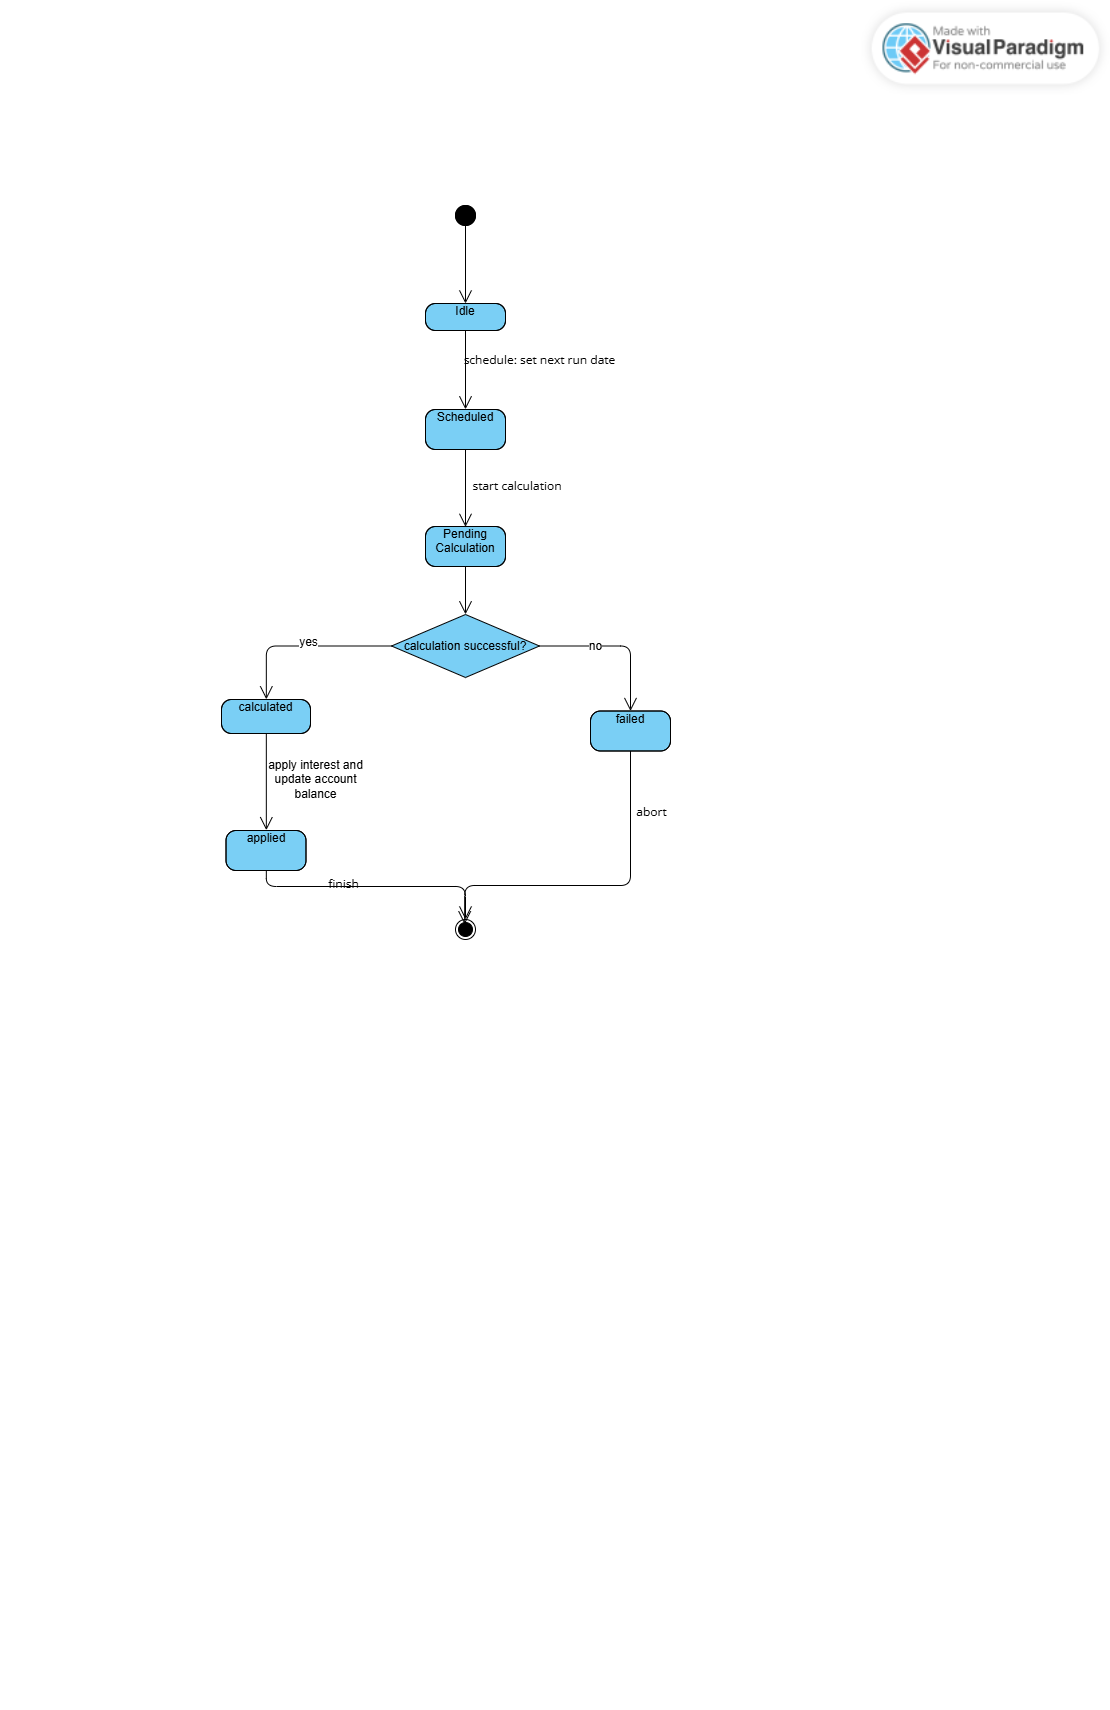 Made with
Visual Paradigm
For non-commercial use
Idle
schedule: set next run date
Scheduled
start calculation
Pending
Calculation
calculation successful?
yes
no
calculated
failed
apply interest and
update account
balance
abort
applied
finish